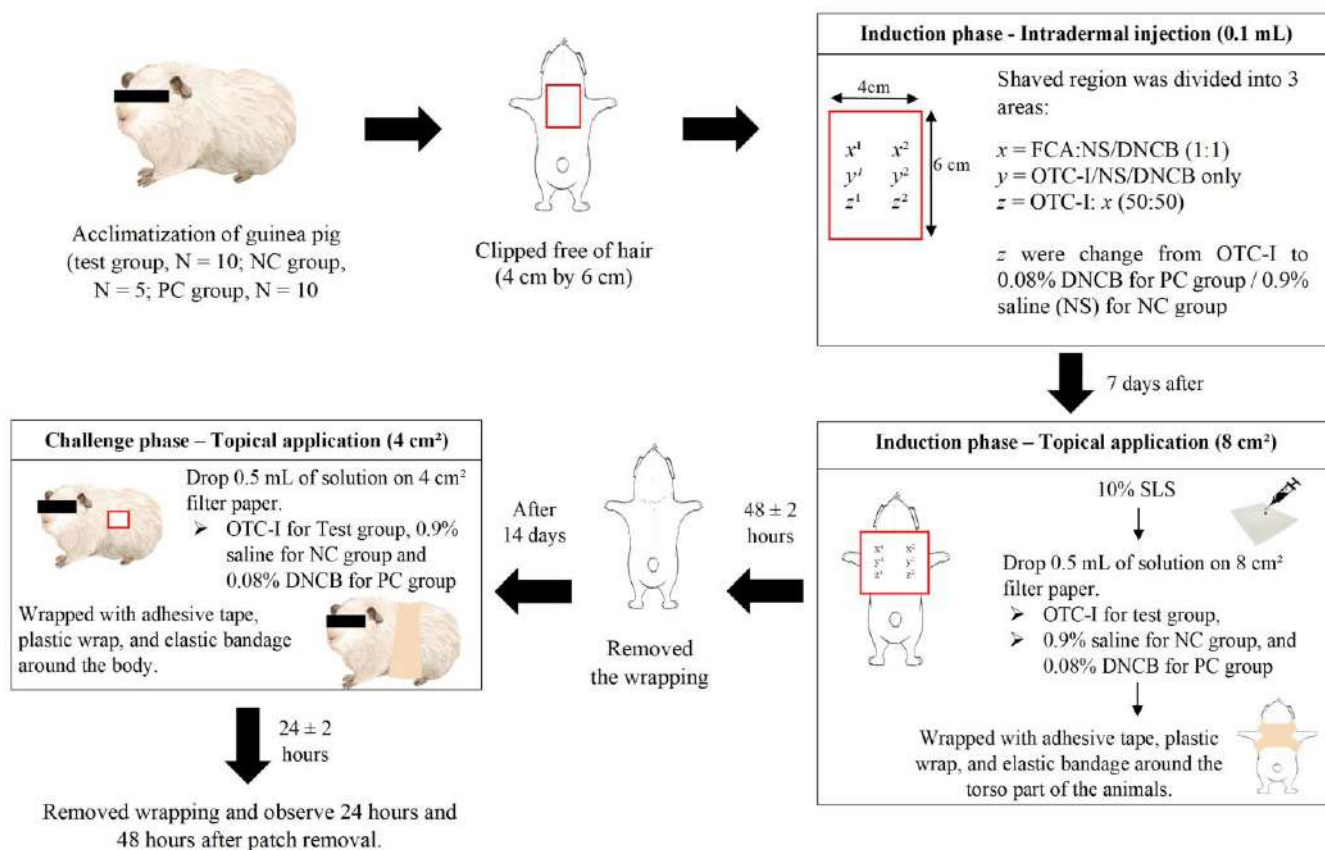 Acclimatization of guinea pig
(test group, N = 10; NC group,
N = 5; PC group, N = 10
Clipped free of hair
(4 cm by 6 cm)
Induction phase - Intradermal injection (0.1 mL)
4cm
6 cm
x¹ x²
y¹ y²
z¹ z²
Shaved region was divided into 3
areas:
x = FCA:NS/DNCB (1:1)
y = OTC-I/NS/DNCB only
z = OTC-I: x (50:50)
z were change from OTC-I to
0.08% DNCB for PC group / 0.9%
saline (NS) for NC group
7 days after
Induction phase – Topical application (8 cm²)
10% SLS
Drop 0.5 mL of solution on 8 cm²
filter paper.
➢ OTC-I for test group,
➢ 0.9% saline for NC group, and
0.08% DNCB for PC group
Wrapped with adhesive tape, plastic
wrap, and elastic bandage around the
torso part of the animals.
48 ± 2
hours
Removed
the wrapping
After
14 days
Challenge phase – Topical application (4 cm²)
Drop 0.5 mL of solution on 4 cm²
filter paper.
➢ OTC-I for Test group, 0.9%
saline for NC group and
0.08% DNCB for PC group
Wrapped with adhesive tape,
plastic wrap, and elastic bandage
around the body.
24 ± 2
hours
Removed wrapping and observe 24 hours and
48 hours after patch removal.